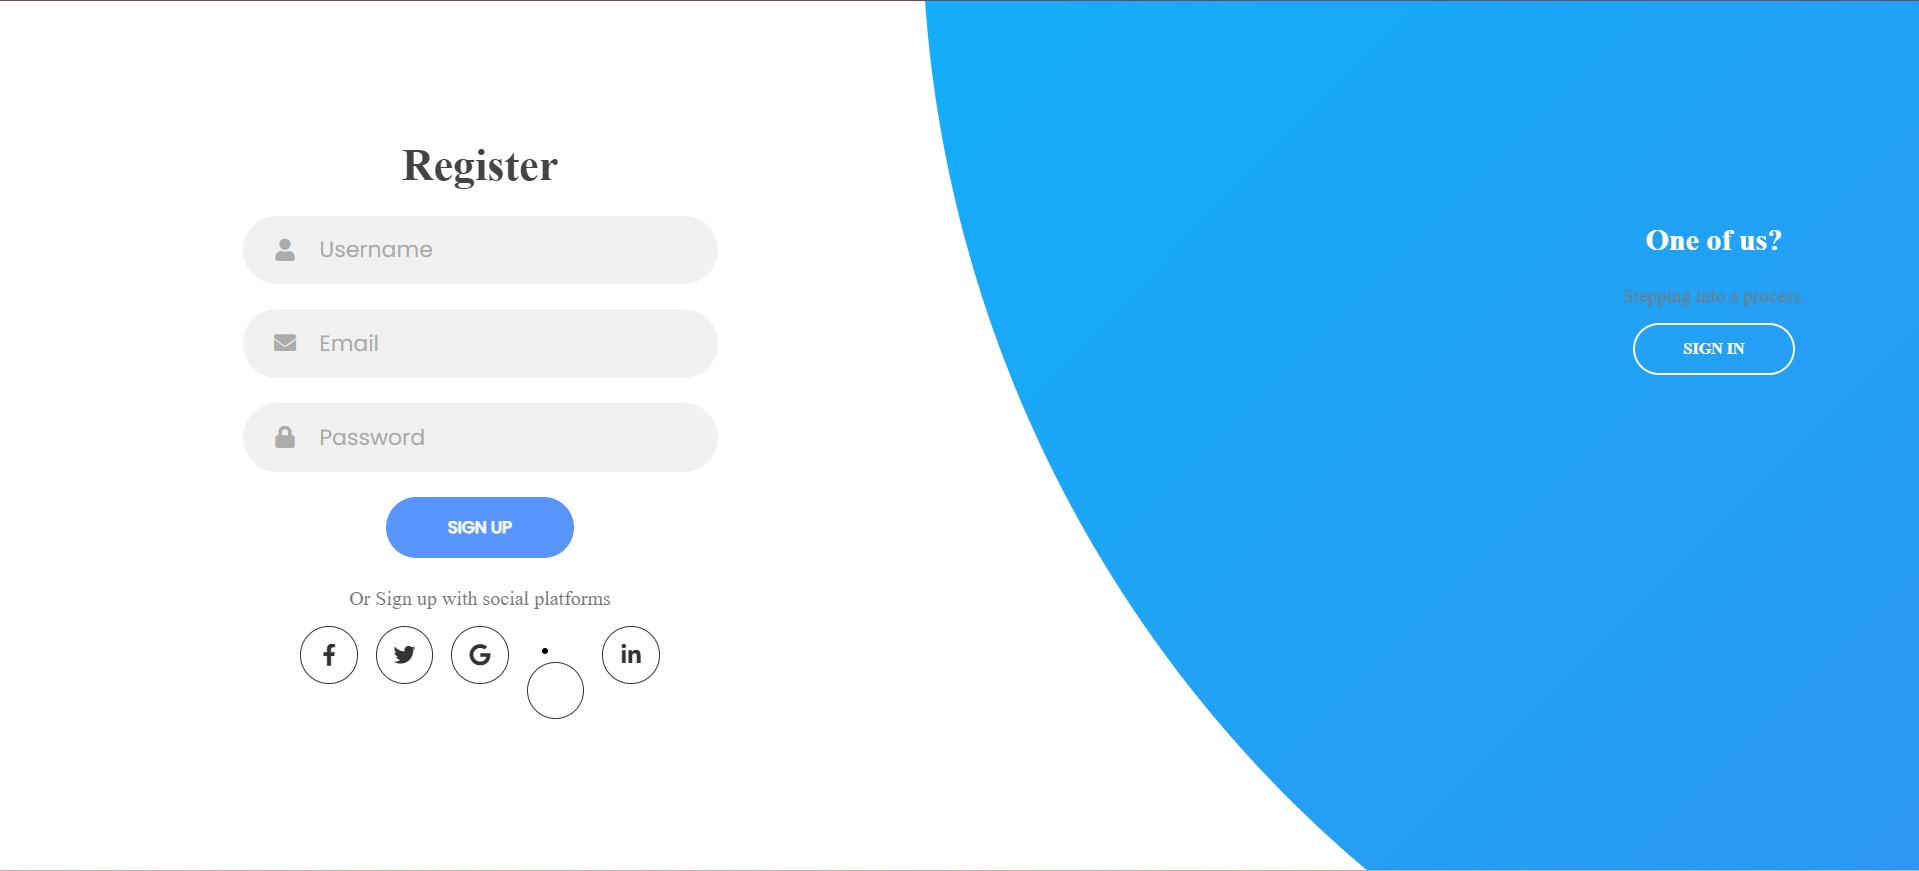 Register
Username
Email
Password
SIGN UP
Or Sign up with social platforms
One of us?
Stepping into a process.
SIGN IN